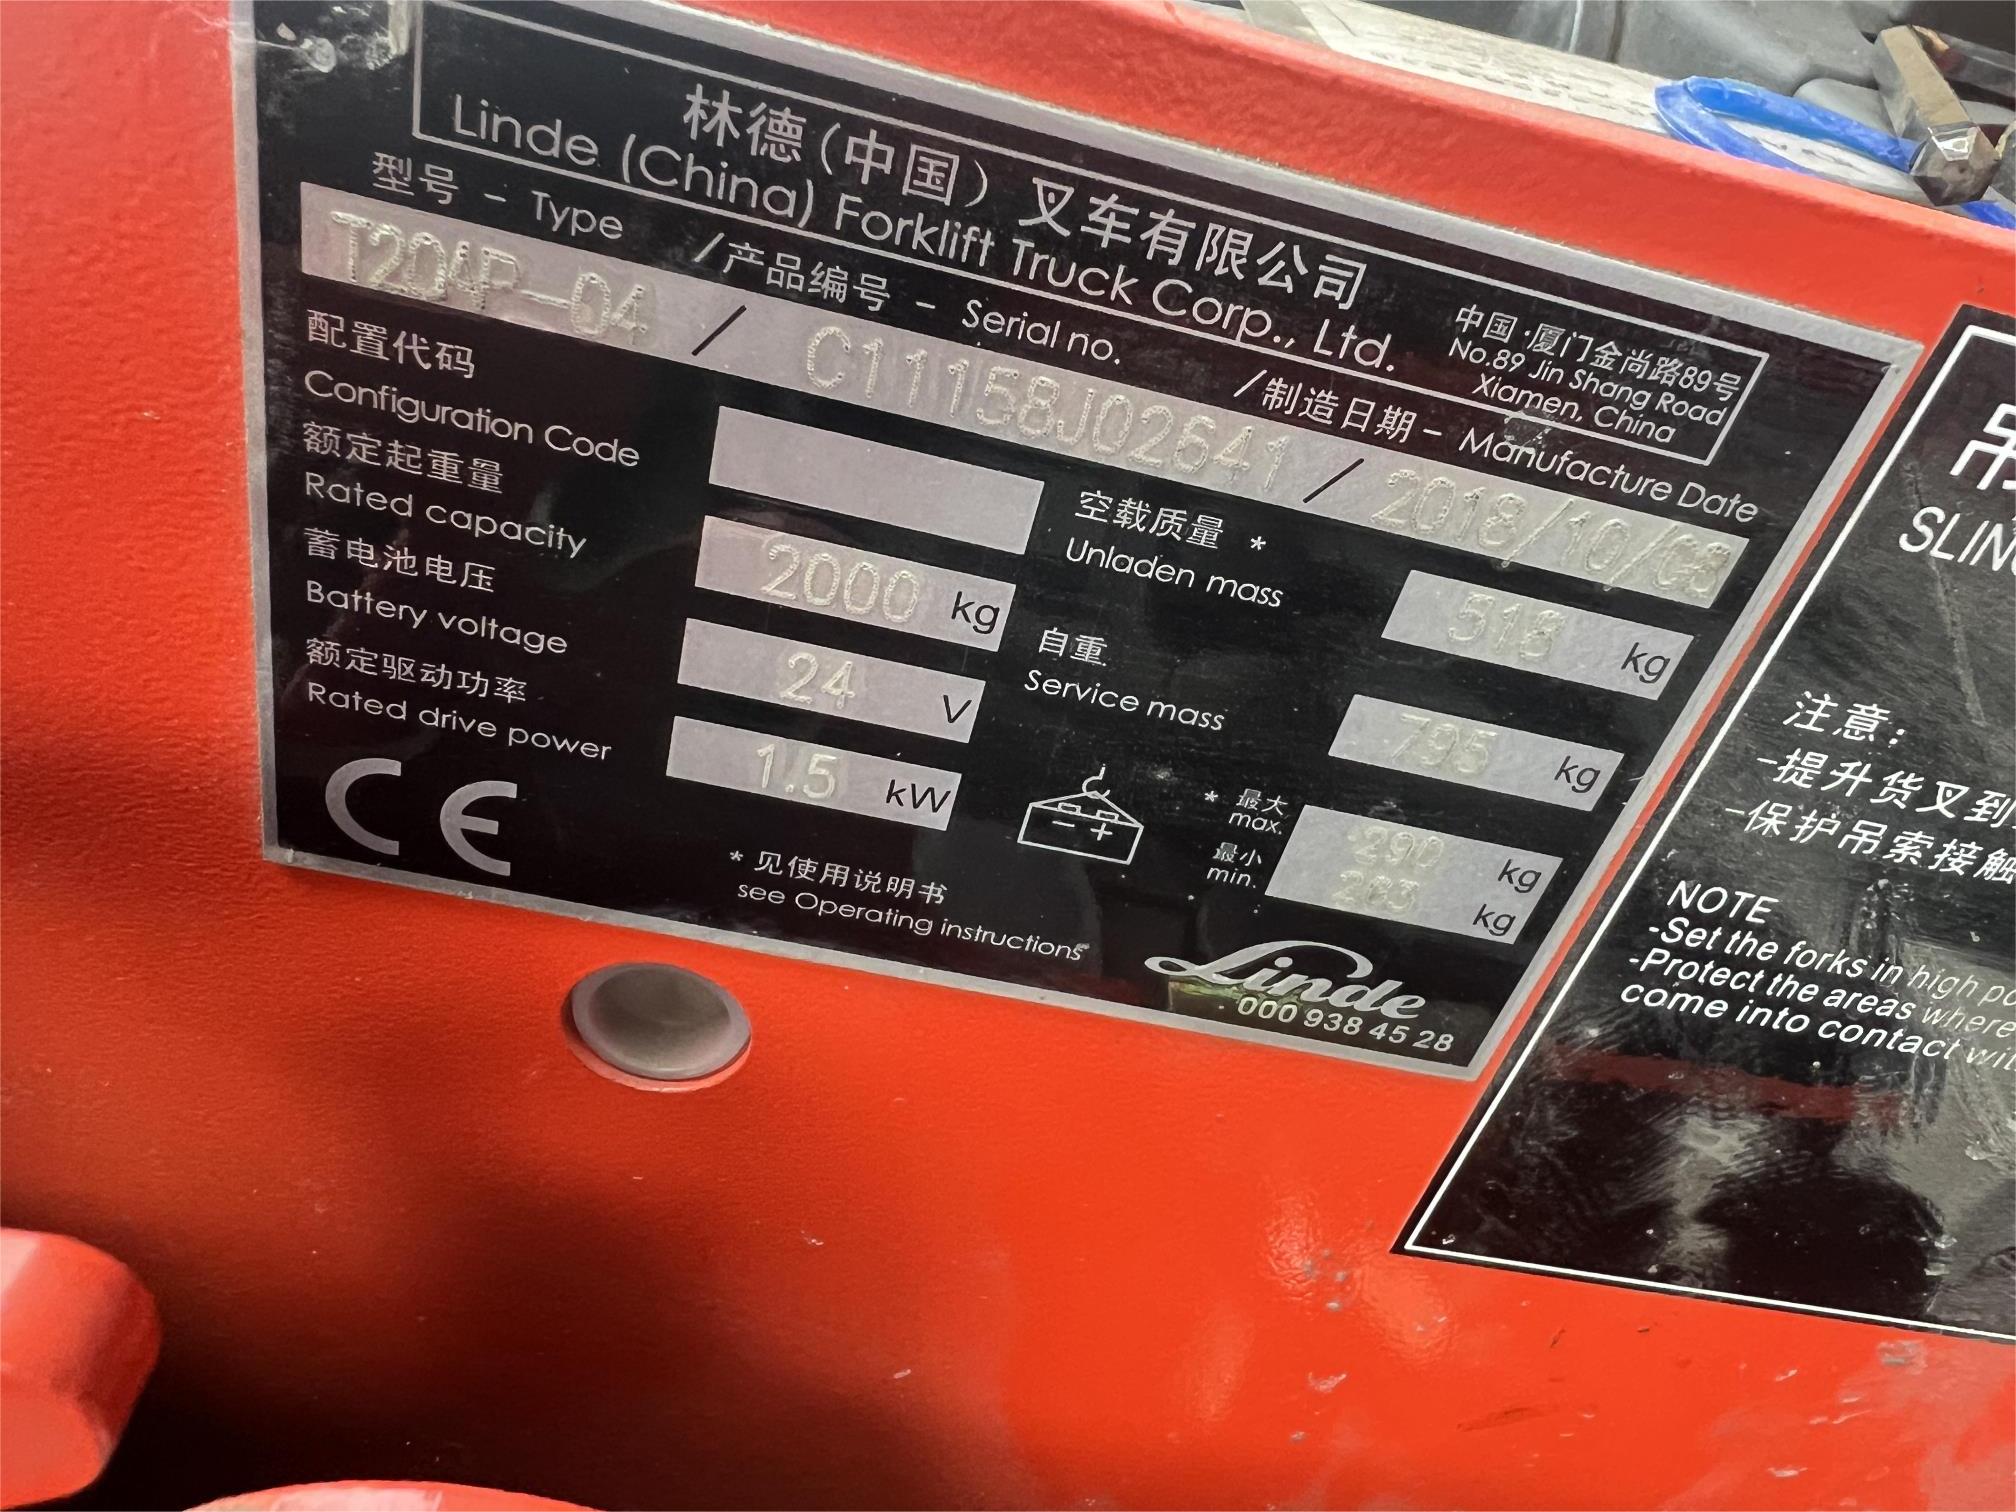 林德(中国)叉车有限公司
Linde (China) Forklift Truck Corp., Ltd.
中国·厦门金尚路89号
No.89 Jin Shang Road
Xiamen, China
型号 - Type /产品编号 - Serial no. /制造日期 - Manufacture Date
T204P-04 / C11158J02641 / 2018/10/08
配置代码
Configuration Code
额定起重量
Rated capacity
2000 kg
蓄电池电压
Battery voltage
24 V
额定驱动功率
Rated drive power
1.5 kW
空载质量 *
Unladen mass
518 kg
自重
Service mass
795 kg
- +
* 最大
max.
290 kg
最小
min.
263 kg
CE
* 见使用说明书
see Operating instructions
Linde
000 938 45 28
注意:
-提升货叉到
-保护吊索接触
NOTE
-Set the forks in high
-Protect the areas where
come into contact